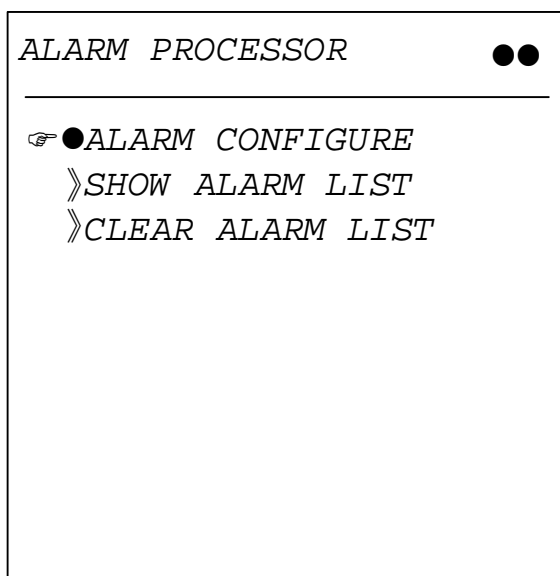 ALARM PROCESSOR ●●
☞●ALARM CONFIGURE
》SHOW ALARM LIST
》CLEAR ALARM LIST